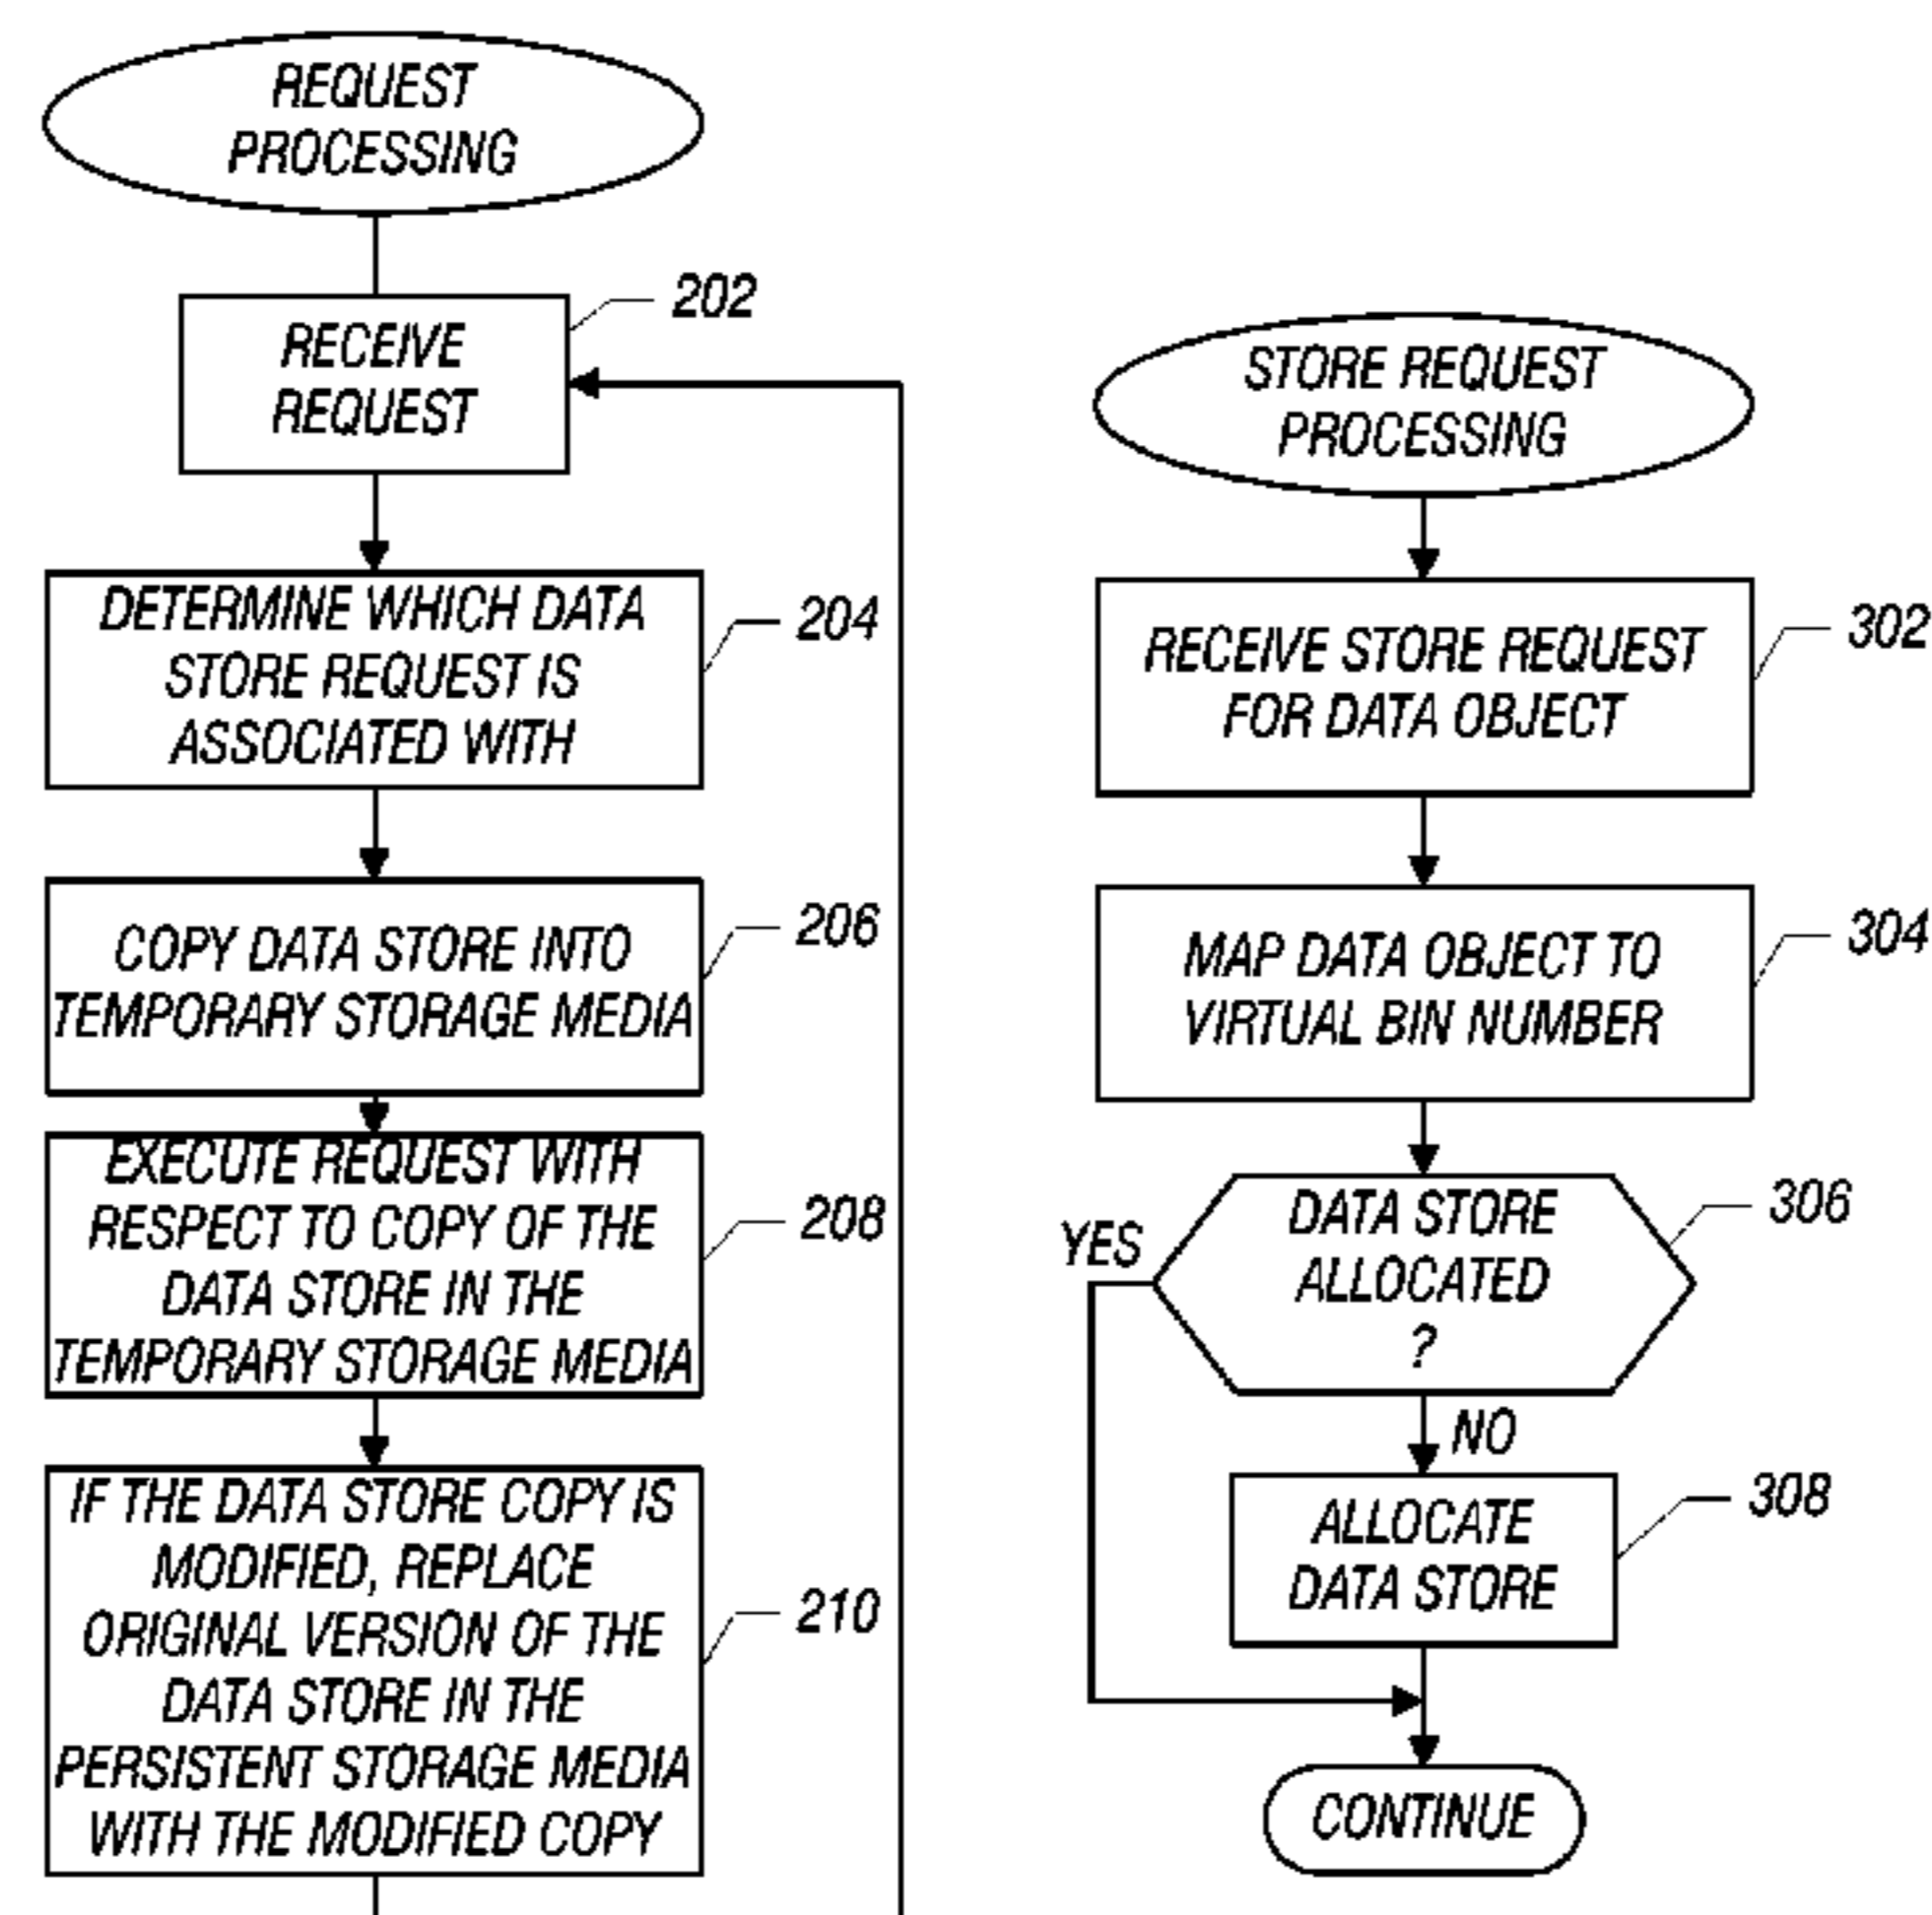 REQUEST
PROCESSING
RECEIVE
REQUEST
202
DETERMINE WHICH DATA
STORE REQUEST IS
ASSOCIATED WITH
204
COPY DATA STORE INTO
TEMPORARY STORAGE MEDIA
206
EXECUTE REQUEST WITH
RESPECT TO COPY OF THE
DATA STORE IN THE
TEMPORARY STORAGE MEDIA
208
IF THE DATA STORE COPY IS
MODIFIED, REPLACE
ORIGINAL VERSION OF THE
DATA STORE IN THE
PERSISTENT STORAGE MEDIA
WITH THE MODIFIED COPY
210
STORE REQUEST
PROCESSING
RECEIVE STORE REQUEST
FOR DATA OBJECT
302
MAP DATA OBJECT TO
VIRTUAL BIN NUMBER
304
DATA STORE
ALLOCATED
?
306
YES
NO
ALLOCATE
DATA STORE
308
CONTINUE